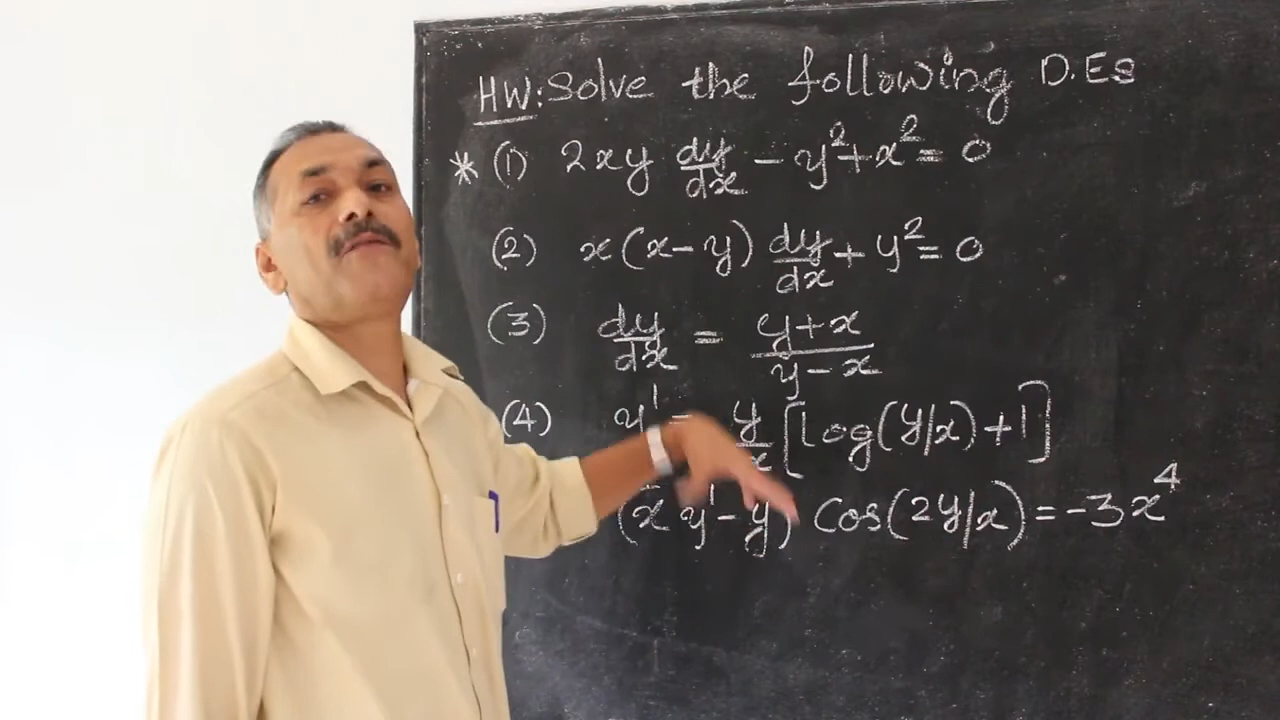 HW: Solve the following D.Es
* (1) 2xy dy/dx - y² + x² = 0
(2) x(x-y) dy/dx + y² = 0
(3) dy/dx = y+x / y-x
(4) y' = y/x [log(y/x)+1]
(x y'-y) cos(2y/x) = -3x⁴